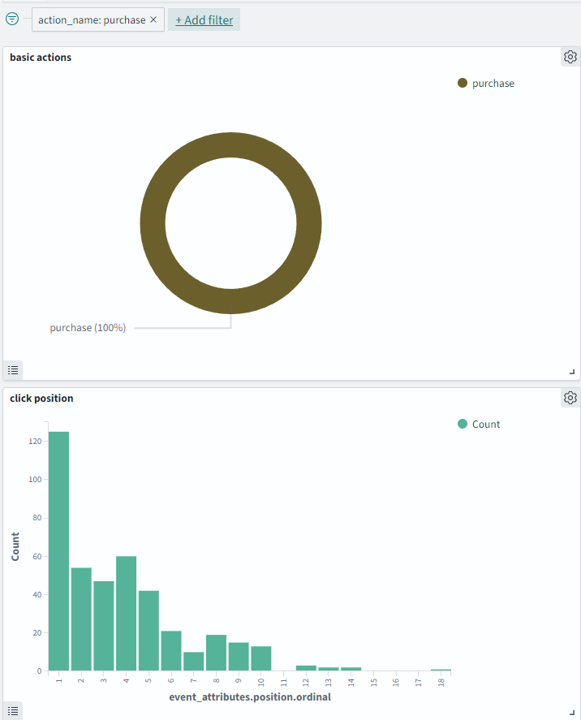 action_name: purchase ×
+ Add filter
basic actions
purchase
purchase (100%)
click position
Count
120
100
80
60
40
20
0
Count
1 2 3 4 5 6 7 8 9 10 11 12 13 14 15 16 17 18
event_attributes.position.ordinal